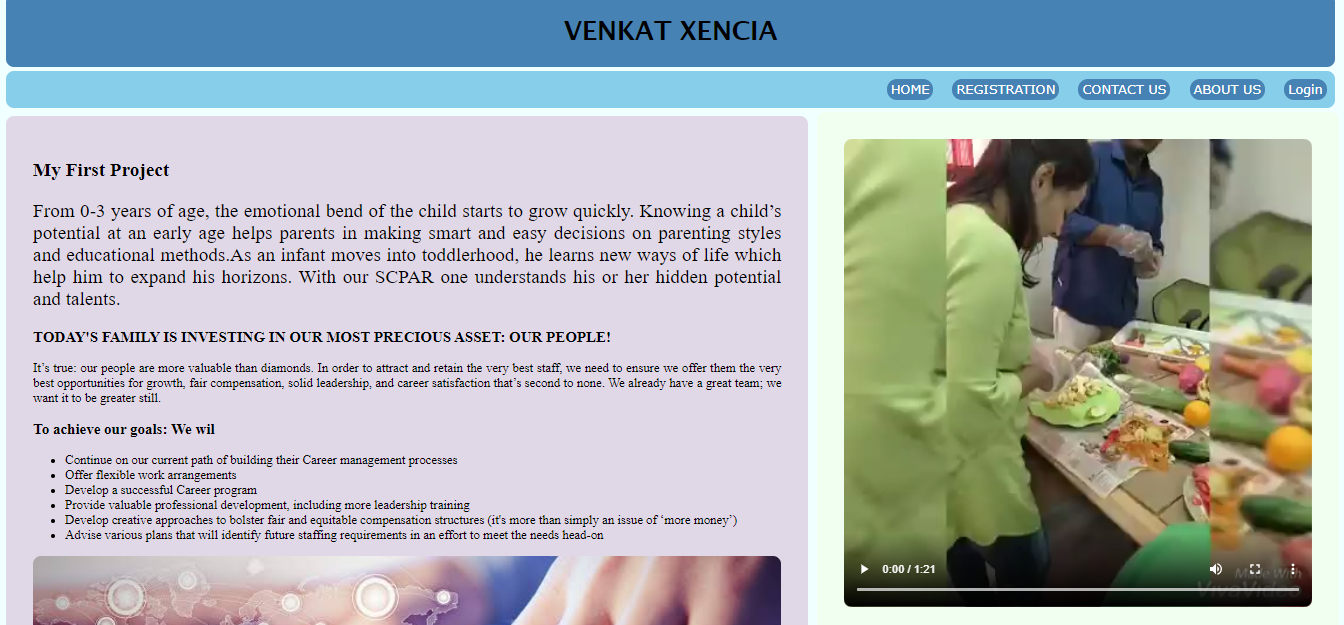 VENKAT XENCIA
HOME REGISTRATION CONTACT US ABOUT US Login
My First Project
From 0-3 years of age, the emotional bend of the child starts to grow quickly. Knowing a child’s
potential at an early age helps parents in making smart and easy decisions on parenting styles
and educational methods.As an infant moves into toddlerhood, he learns new ways of life which
help him to expand his horizons. With our SCPAR one understands his or her hidden potential
and talents.
TODAY'S FAMILY IS INVESTING IN OUR MOST PRECIOUS ASSET: OUR PEOPLE!
It’s true: our people are more valuable than diamonds. In order to attract and retain the very best staff, we need to ensure we offer them the very
best opportunities for growth, fair compensation, solid leadership, and career satisfaction that’s second to none. We already have a great team; we
want it to be greater still.
To achieve our goals: We wil
• Continue on our current path of building their Career management processes
• Offer flexible work arrangements
• Develop a successful Career program
• Provide valuable professional development, including more leadership training
• Develop creative approaches to bolster fair and equitable compensation structures (it's more than simply an issue of ‘more money’)
• Advise various plans that will identify future staffing requirements in an effort to meet the needs head-on
0:00 / 1:21
Made With
VivaVideo